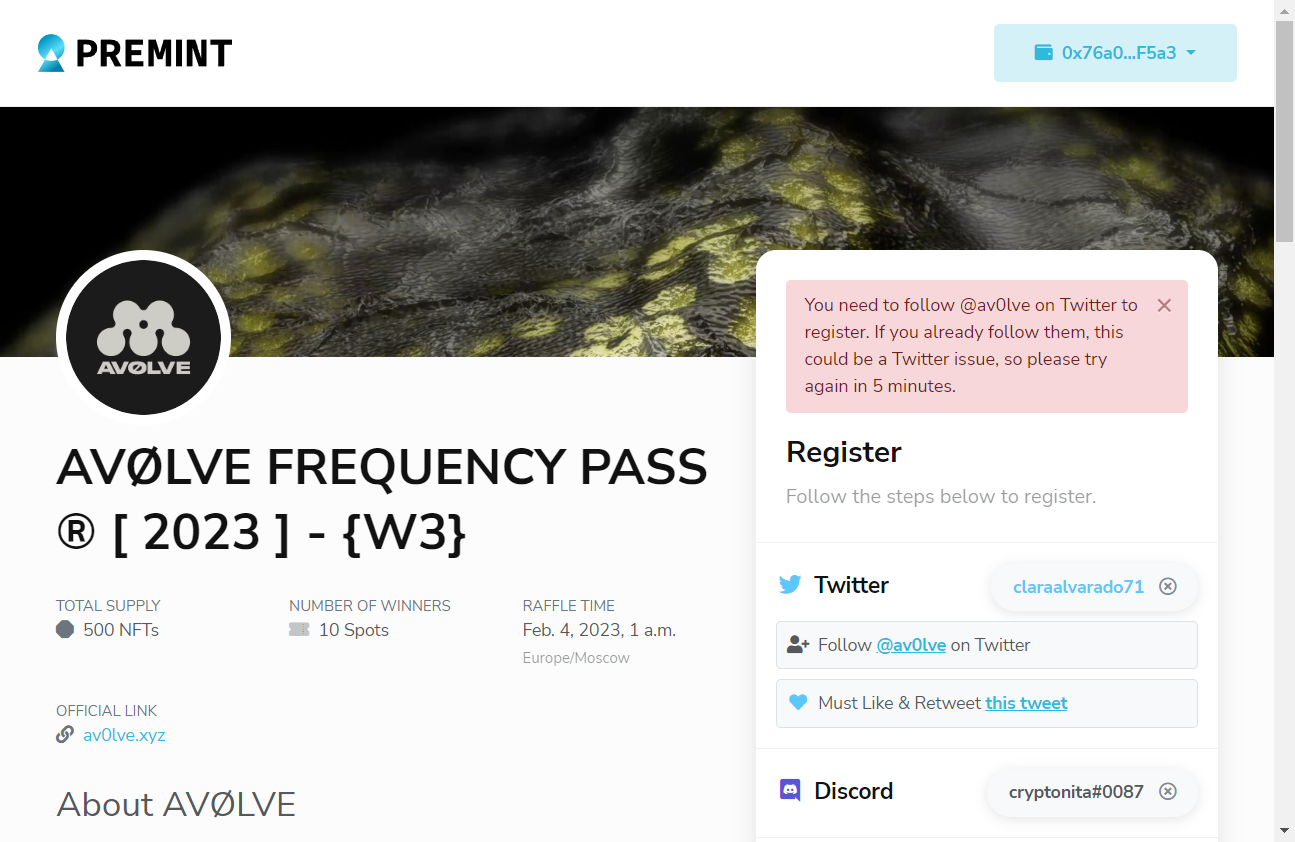 PREMINT
0x76a0...F5a3
AVØLVE
You need to follow @av0lve on Twitter to
register. If you already follow them, this
could be a Twitter issue, so please try
again in 5 minutes.
AVØLVE FREQUENCY PASS
® [ 2023 ] - {W3}
TOTAL SUPPLY
500 NFTs
NUMBER OF WINNERS
10 Spots
RAFFLE TIME
Feb. 4, 2023, 1 a.m.
Europe/Moscow
OFFICIAL LINK
av0lve.xyz
About AVØLVE
Register
Follow the steps below to register.
Twitter
claraalvarado71
Follow @av0lve on Twitter
Must Like & Retweet this tweet
Discord
cryptonita#0087